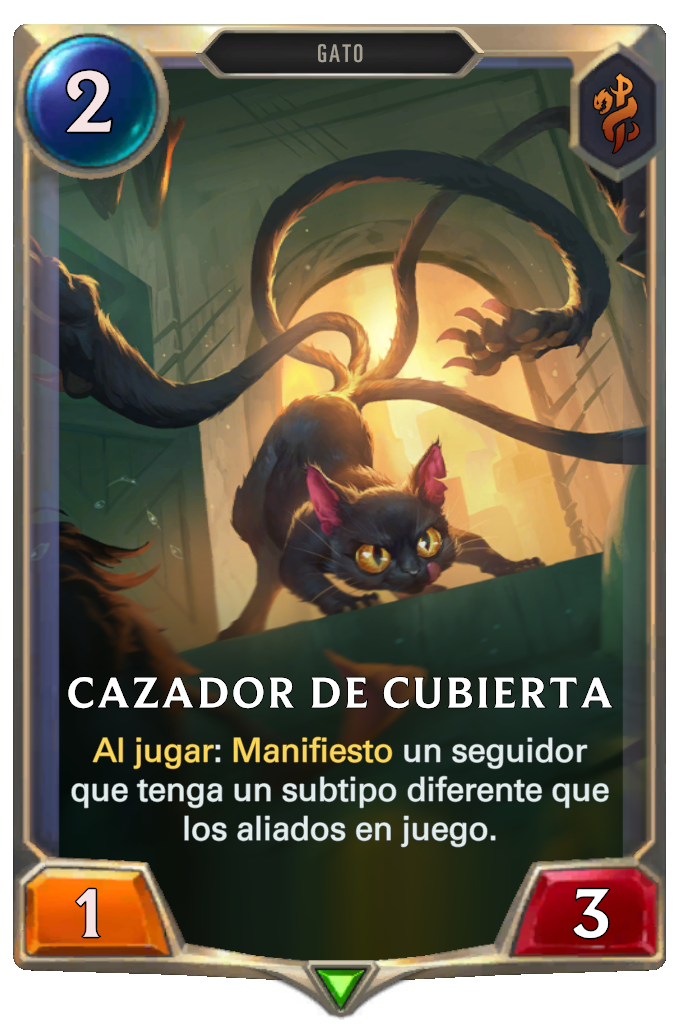 GATO
2
CAZADOR DE CUBIERTA
Al jugar: Manifiesto un seguidor
que tenga un subtipo diferente que
los aliados en juego.
1
3